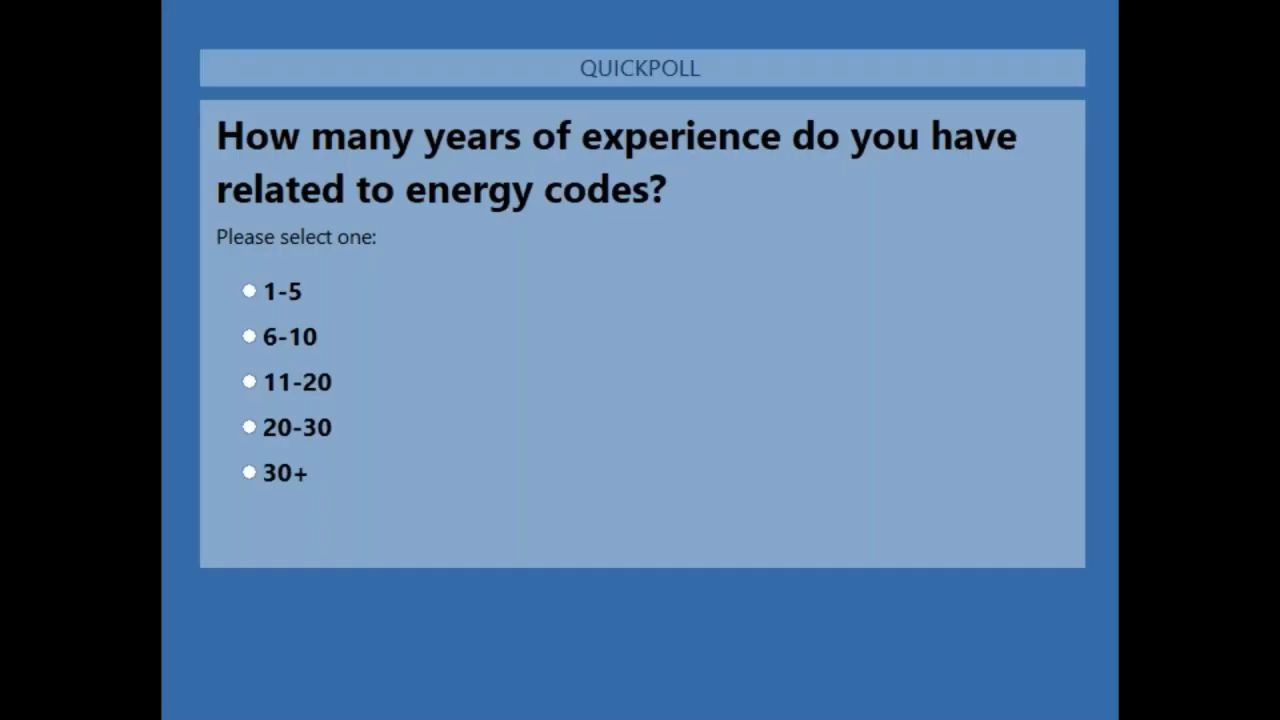 QUICKPOLL
How many years of experience do you have
related to energy codes?
Please select one:
1-5
6-10
11-20
20-30
30+